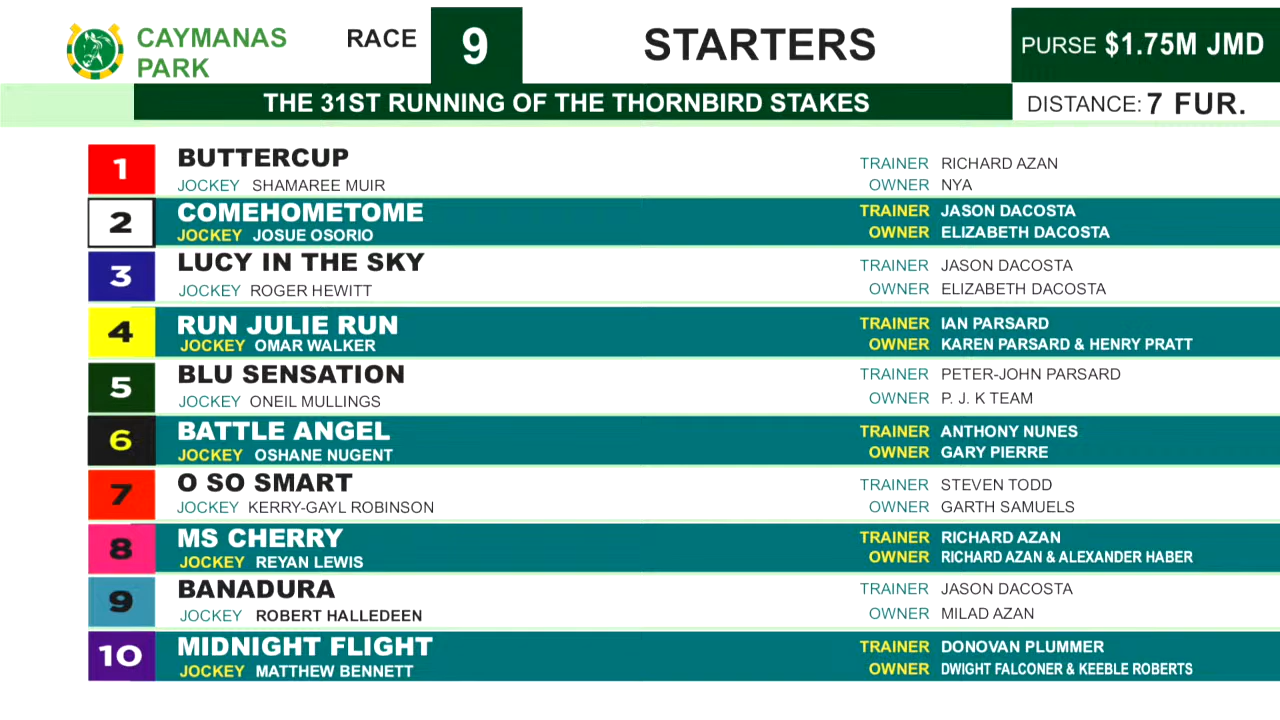 CAYMANAS PARK
RACE 9
STARTERS
PURSE $1.75M JMD
THE 31ST RUNNING OF THE THORNBIRD STAKES
DISTANCE: 7 FUR.
1 BUTTERCUP
JOCKEY SHAMAREE MUIR
TRAINER RICHARD AZAN
OWNER NYA
2 COMEHOMETOME
JOCKEY JOSUE OSORIO
TRAINER JASON DACOSTA
OWNER ELIZABETH DACOSTA
3 LUCY IN THE SKY
JOCKEY ROGER HEWITT
TRAINER JASON DACOSTA
OWNER ELIZABETH DACOSTA
4 RUN JULIE RUN
JOCKEY OMAR WALKER
TRAINER IAN PARSARD
OWNER KAREN PARSARD & HENRY PRATT
5 BLU SENSATION
JOCKEY ONEIL MULLINGS
TRAINER PETER-JOHN PARSARD
OWNER P. J. K TEAM
6 BATTLE ANGEL
JOCKEY OSHANE NUGENT
TRAINER ANTHONY NUNES
OWNER GARY PIERRE
7 O SO SMART
JOCKEY KERRY-GAYL ROBINSON
TRAINER STEVEN TODD
OWNER GARTH SAMUELS
8 MS CHERRY
JOCKEY REYAN LEWIS
TRAINER RICHARD AZAN
OWNER RICHARD AZAN & ALEXANDER HABER
9 BANADURA
JOCKEY ROBERT HALLEDEEN
TRAINER JASON DACOSTA
OWNER MILAD AZAN
10 MIDNIGHT FLIGHT
JOCKEY MATTHEW BENNETT
TRAINER DONOVAN PLUMMER
OWNER DWIGHT FALCONER & KEEBLE ROBERTS